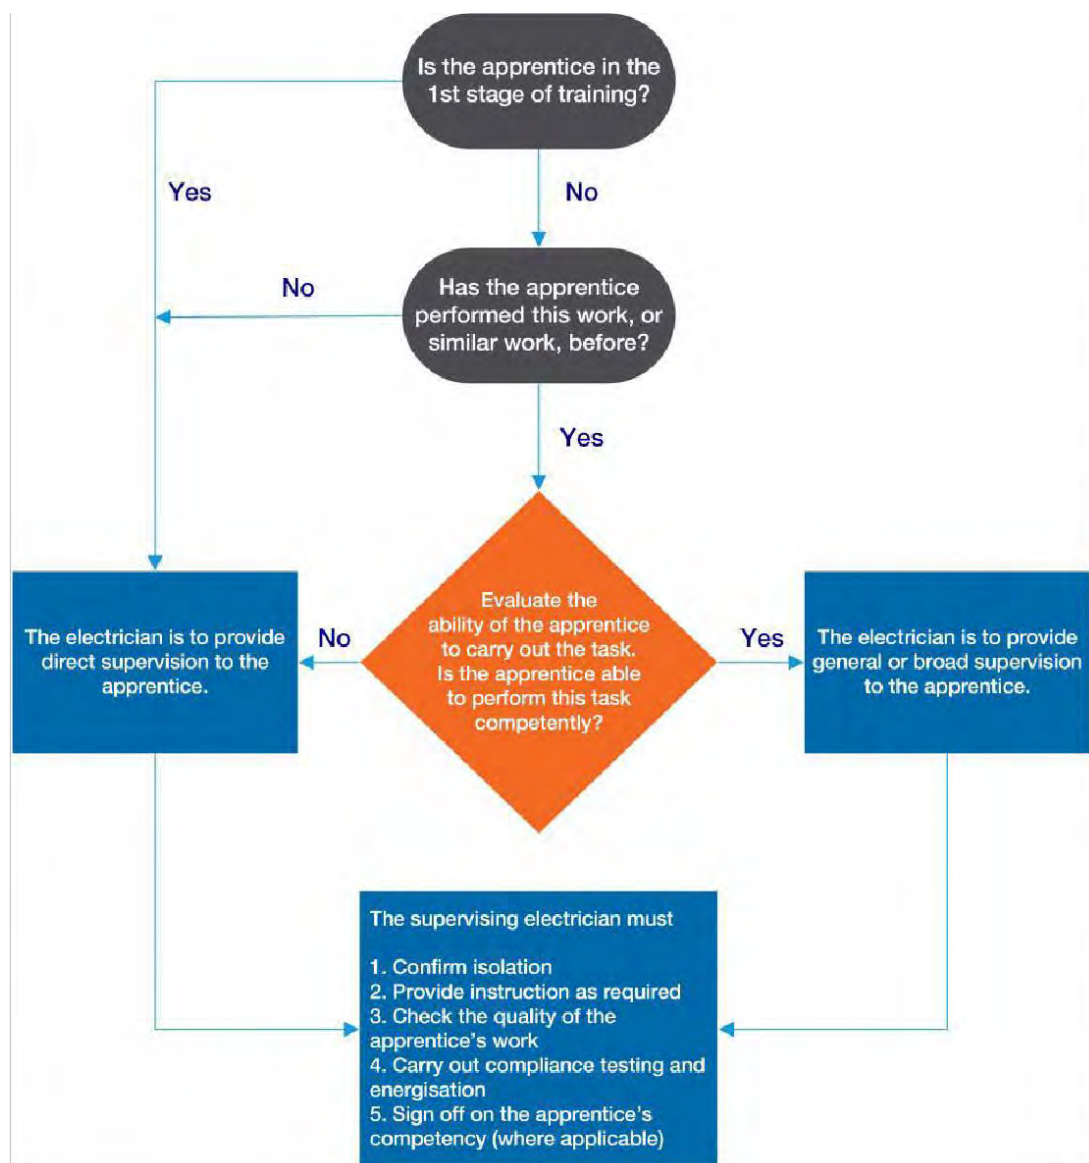 Is the apprentice in the
1st stage of training?
Yes
No
Has the apprentice
performed this work, or
similar work, before?
No
Yes
The electrician is to provide
direct supervision to the
apprentice.
No
Evaluate the
ability of the apprentice
to carry out the task.
Is the apprentice able
to perform this task
competently?
Yes
The electrician is to provide
general or broad supervision
to the apprentice.
The supervising electrician must
1. Confirm isolation
2. Provide instruction as required
3. Check the quality of the
apprentice's work
4. Carry out compliance testing and
energisation
5. Sign off on the apprentice's
competency (where applicable)